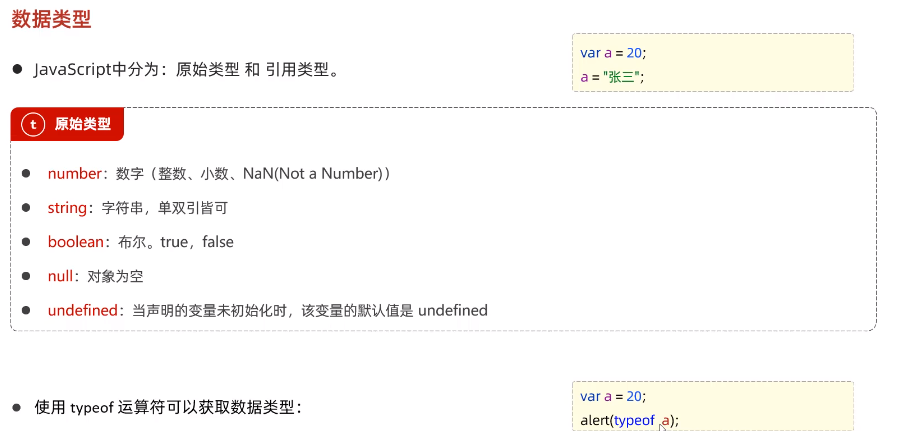 数据类型
var a = 20;
● JavaScript中分为：原始类型 和 引用类型。
a = "张三";
t 原始类型
● number：数字（整数、小数、NaN(Not a Number)）
● string：字符串，单双引皆可
● boolean：布尔。true，false
● null：对象为空
● undefined：当声明的变量未初始化时，该变量的默认值是 undefined
var a = 20;
● 使用 typeof 运算符可以获取数据类型：
alert(typeof a);